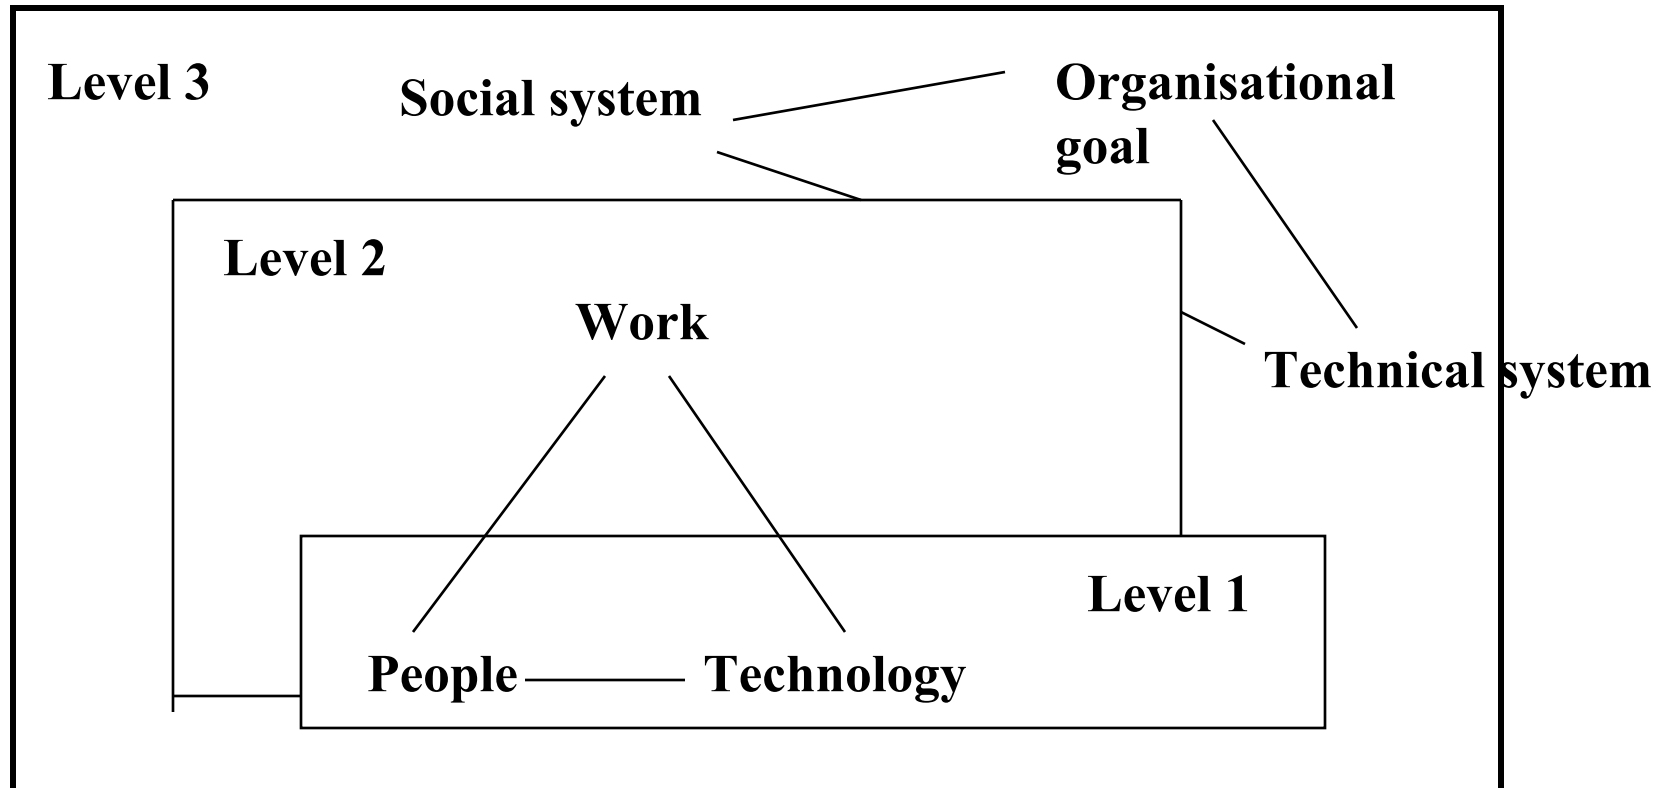 Level 3
Social system
Organisational
goal
Level 2
Work
Technical system
Level 1
People
Technology